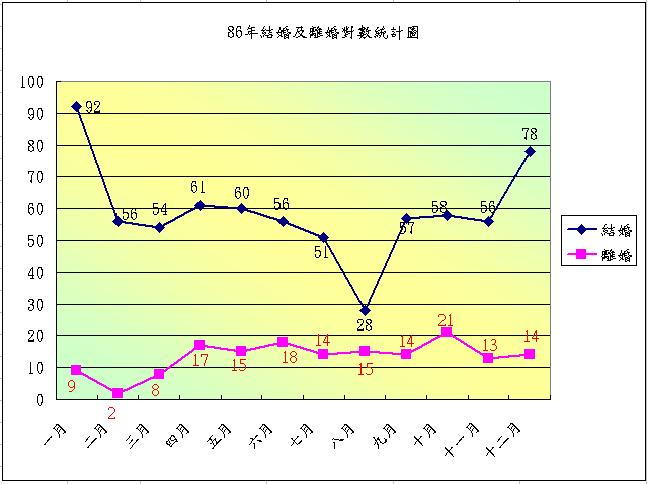 86年結婚及離婚對數統計圖
100
90
80
70
60
50
40
30
20
10
0
92
56
54
61
60
56
51
28
57
58
56
78
9
2
8
17
15
18
14
15
14
21
13
14
一月
二月
三月
四月
五月
六月
七月
八月
九月
十月
十一月
十二月
結婚
離婚